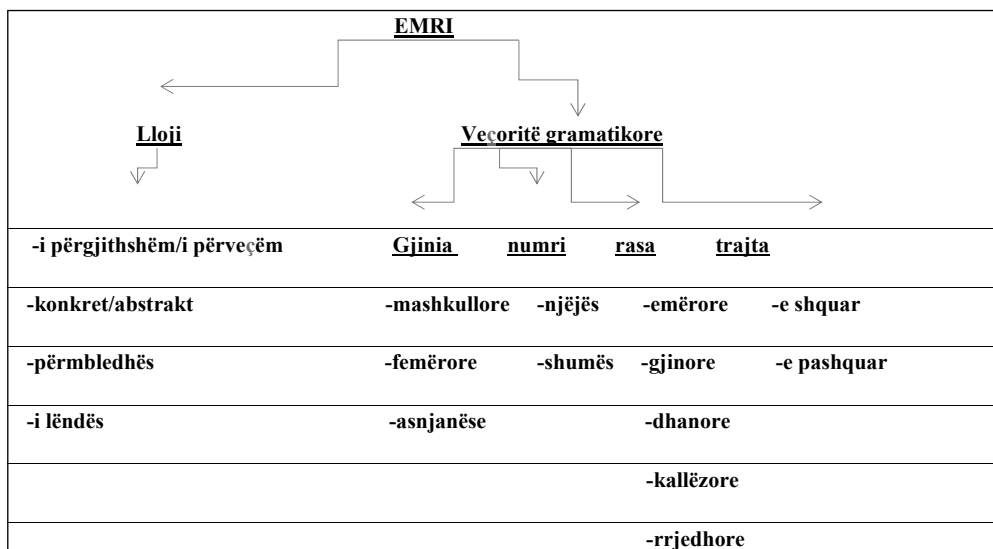 EMRI
Lloji Veçoritë gramatikore
-i përgjithshëm/i përveçëm Gjinia numri rasa trajta
-konkret/abstrakt -mashkullore -njëjës -emërore -e shquar
-përmbledhës -femërore -shumës -gjinore -e pashquar
-i lëndës -asnjanëse -dhanore
-kallëzore
-rrjedhore